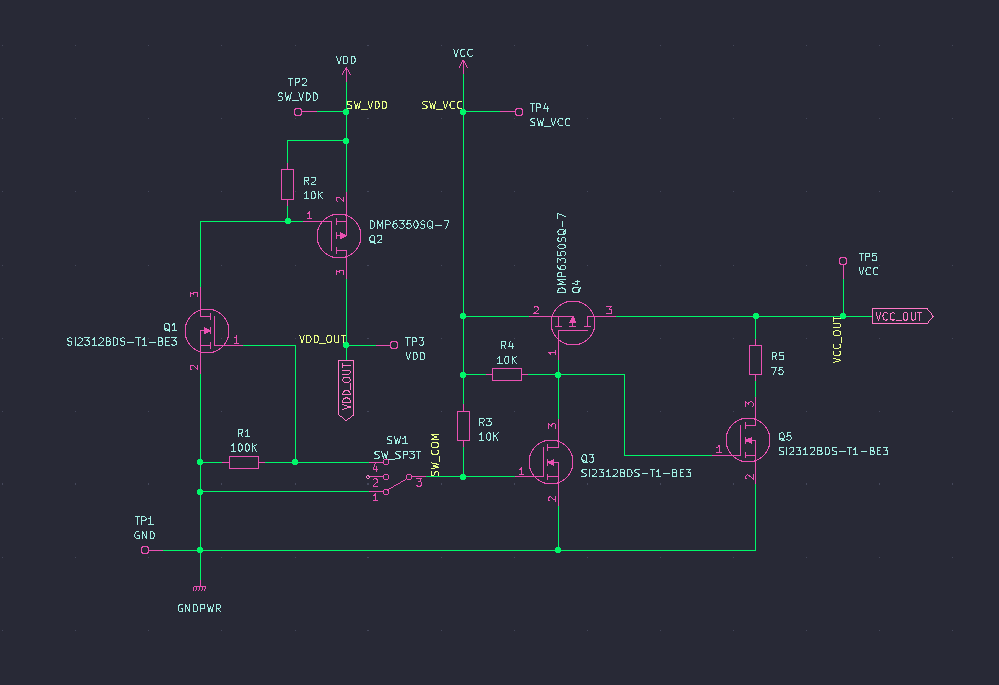 VDD
VCC
TP2
SW_VDD
SW_VDD
SW_VCC
TP4
SW_VCC
R2
10K
2
1
DMP6350SQ-7
Q2
3
DMP6350SQ-7
Q4
TP5
VCC
3
Q1
SI2312BDS-T1-BE3
1
2
VDD_OUT
TP3
VDD
VDD_OUT
2
3
1
VCC_OUT
VCC_OUT
R4
10K
R5
75
R3
10K
R1
100K
SW1
SW_SP3T
4
2
1
3
SW_COM
3
1
Q3
SI2312BDS-T1-BE3
2
3
1
Q5
SI2312BDS-T1-BE3
2
TP1
GND
GNDPWR